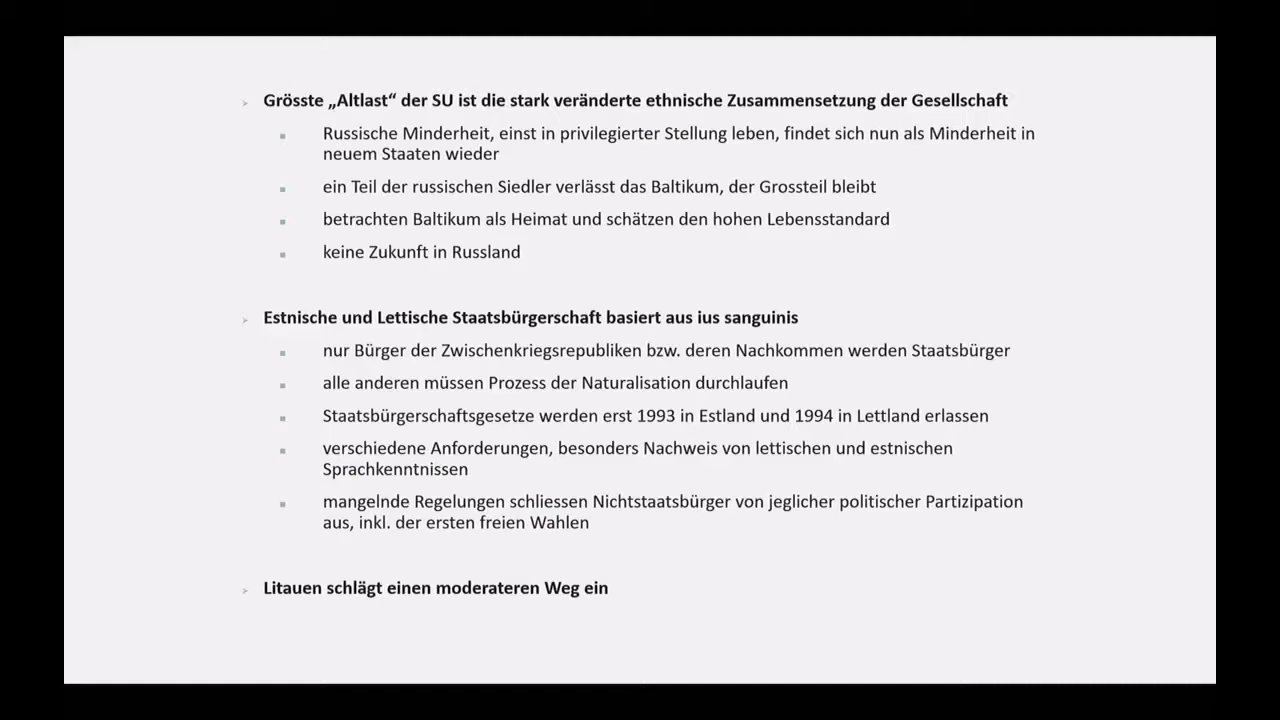 Grösste „Altlast“ der SU ist die stark veränderte ethnische Zusammensetzung der Gesellschaft
Russische Minderheit, einst in privilegierter Stellung leben, findet sich nun als Minderheit in
neuem Staaten wieder
ein Teil der russischen Siedler verlässt das Baltikum, der Grossteil bleibt
betrachten Baltikum als Heimat und schätzen den hohen Lebensstandard
keine Zukunft in Russland
Estnische und Lettische Staatsbürgerschaft basiert aus ius sanguinis
nur Bürger der Zwischenkriegsrepubliken bzw. deren Nachkommen werden Staatsbürger
alle anderen müssen Prozess der Naturalisation durchlaufen
Staatsbürgerschaftsgesetze werden erst 1993 in Estland und 1994 in Lettland erlassen
verschiedene Anforderungen, besonders Nachweis von lettischen und estnischen
Sprachkenntnissen
mangelnde Regelungen schliessen Nichtstaatsbürger von jeglicher politischer Partizipation
aus, inkl. der ersten freien Wahlen
Litauen schlägt einen moderateren Weg ein